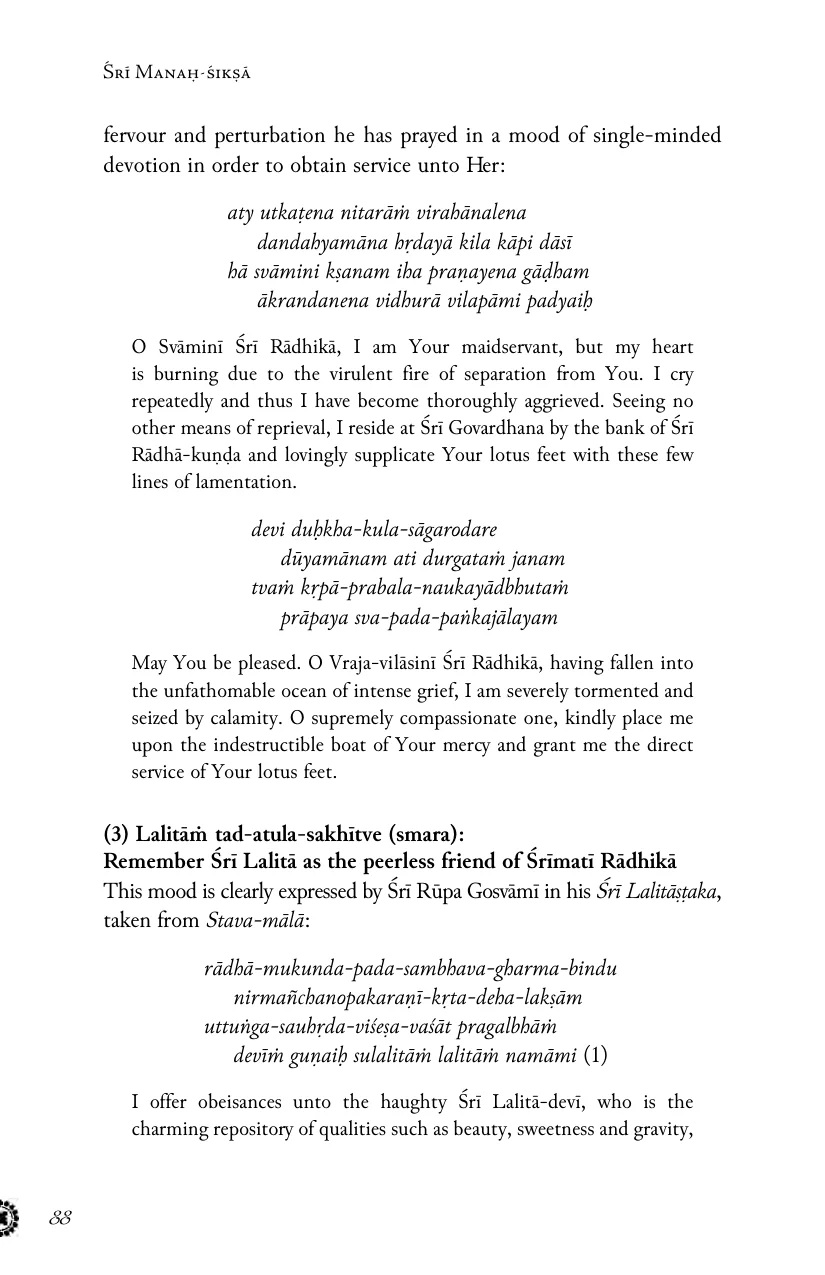 Śrī Manaḥ-śikṣā
fervour and perturbation he has prayed in a mood of single-minded
devotion in order to obtain service unto Her:
aty utkaṭena nitarāṁ virahānalena
dandahyamāna hṛdayā kila kāpi dāsī
hā svāmini kṣanam iha praṇayena gāḍham
ākrandanena vidhurā vilapāmi padyaiḥ
O Svāminī Śrī Rādhikā, I am Your maidservant, but my heart
is burning due to the virulent fire of separation from You. I cry
repeatedly and thus I have become thoroughly aggrieved. Seeing no
other means of reprieval, I reside at Śrī Govardhana by the bank of Śrī
Rādhā-kuṇḍa and lovingly supplicate Your lotus feet with these few
lines of lamentation.
devi duḥkha-kula-sāgarodare
dūyamānam ati durgataṁ janam
tvaṁ kṛpā-prabala-naukayādbhutaṁ
prāpaya sva-pada-paṅkajālayam
May You be pleased. O Vraja-vilāsinī Śrī Rādhikā, having fallen into
the unfathomable ocean of intense grief, I am severely tormented and
seized by calamity. O supremely compassionate one, kindly place me
upon the indestructible boat of Your mercy and grant me the direct
service of Your lotus feet.
(3) Lalitāṁ tad-atula-sakhītve (smara):
Remember Śrī Lalitā as the peerless friend of Śrīmatī Rādhikā
This mood is clearly expressed by Śrī Rūpa Gosvāmī in his Śrī Lalitāṣṭaka,
taken from Stava-mālā:
rādhā-mukunda-pada-sambhava-gharma-bindu
nirmañchanopakaraṇī-kṛta-deha-lakṣām
uttuṅga-sauhṛda-viśeṣa-vaśāt pragalbhāṁ
devīṁ guṇaiḥ sulalitāṁ lalitāṁ namāmi (1)
I offer obeisances unto the haughty Śrī Lalitā-devī, who is the
charming repository of qualities such as beauty, sweetness and gravity,
88